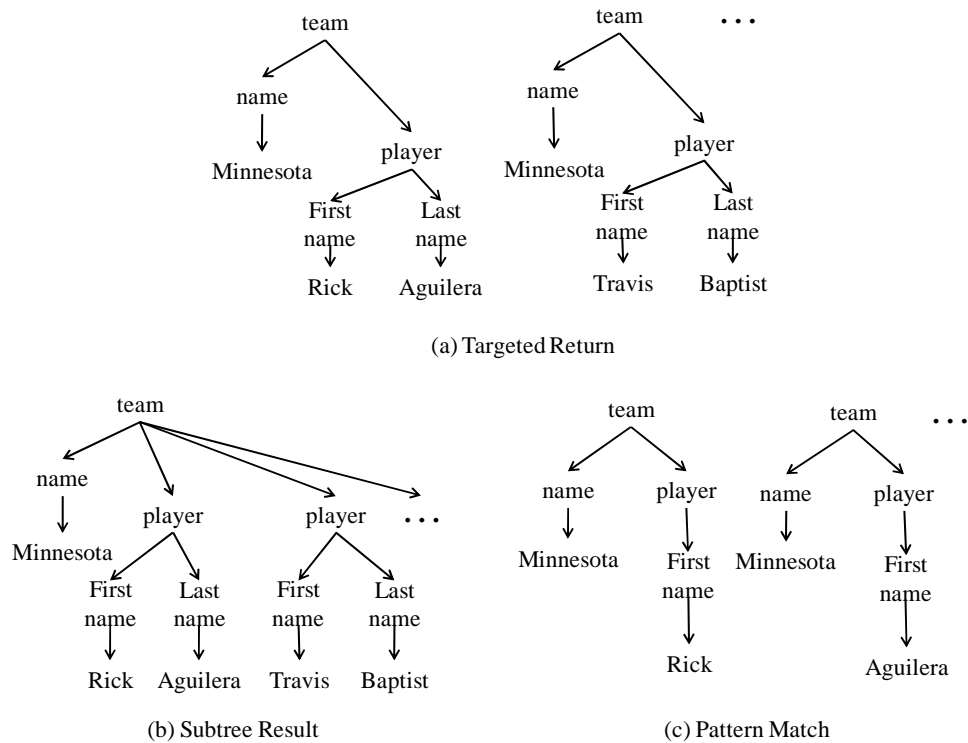 team team ...
name name
player player
Minnesota Minnesota
First Last First Last
name name name name
Rick Aguilera Travis Baptist
(a) Targeted Return
team team team ...
name name name
player player player player
...
Minnesota Minnesota Minnesota
First Last First Last First First
name name name name name name
Rick Aguilera Travis Baptist Rick Aguilera
(b) Subtree Result (c) Pattern Match